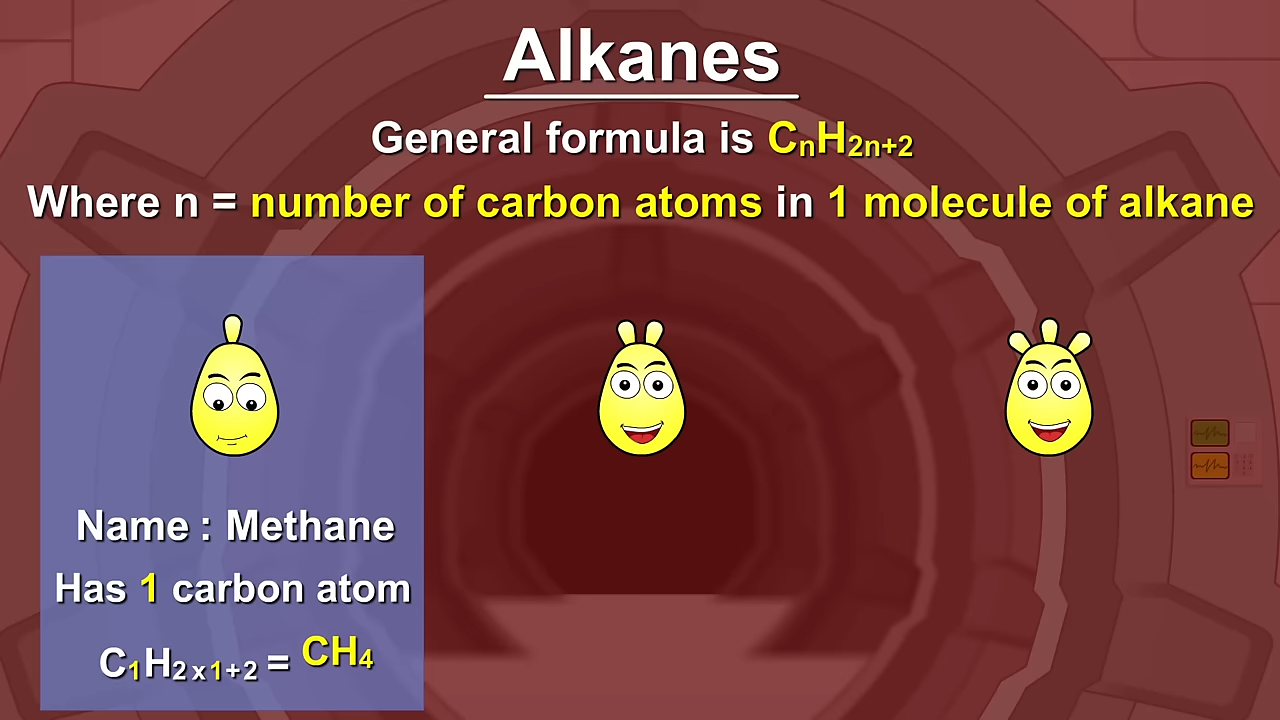 Alkanes
General formula is CnH2n+2
Where n = number of carbon atoms in 1 molecule of alkane
Name : Methane
Has 1 carbon atom
C1H2x1+2 = CH4